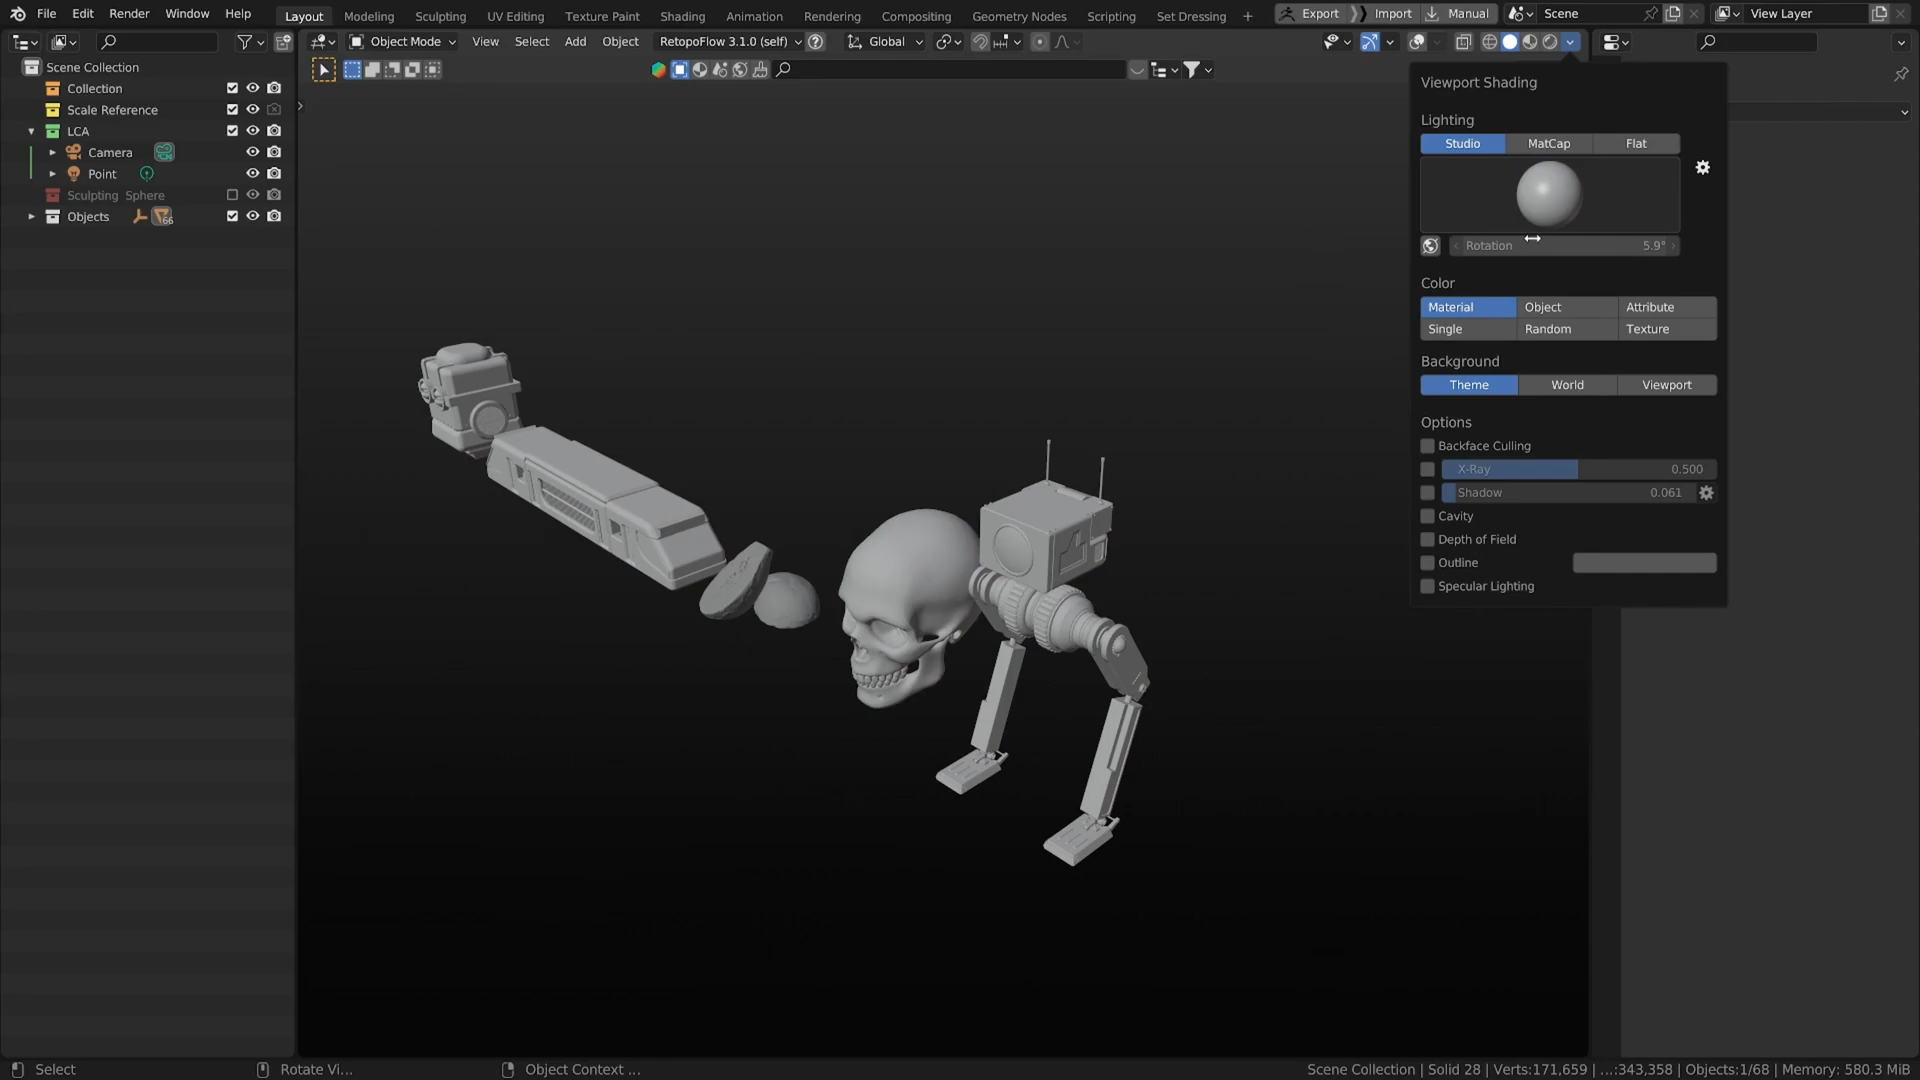 File Edit Render Window Help Layout Modeling Sculpting UV Editing Texture Paint Shading Animation Rendering Compositing Geometry Nodes Scripting Set Dressing + Export Import Manual Scene View Layer
Object Mode View Select Add Object RetopoFlow 3.1.0 (self) Global
Scene Collection
Collection
Scale Reference
LCA
Camera
Point
Sculpting Sphere
Objects 66
Viewport Shading
Lighting
Studio MatCap Flat
Rotation 5.9°
Color
Material Object Attribute
Single Random Texture
Background
Theme World Viewport
Options
Backface Culling
X-Ray 0.500
Shadow 0.061
Cavity
Depth of Field
Outline
Specular Lighting
Select Rotate Vi... Object Context ... Scene Collection | Solid 28 | Verts:171,659 | ...:343,358 | Objects:1/68 | Memory: 580.3 MiB